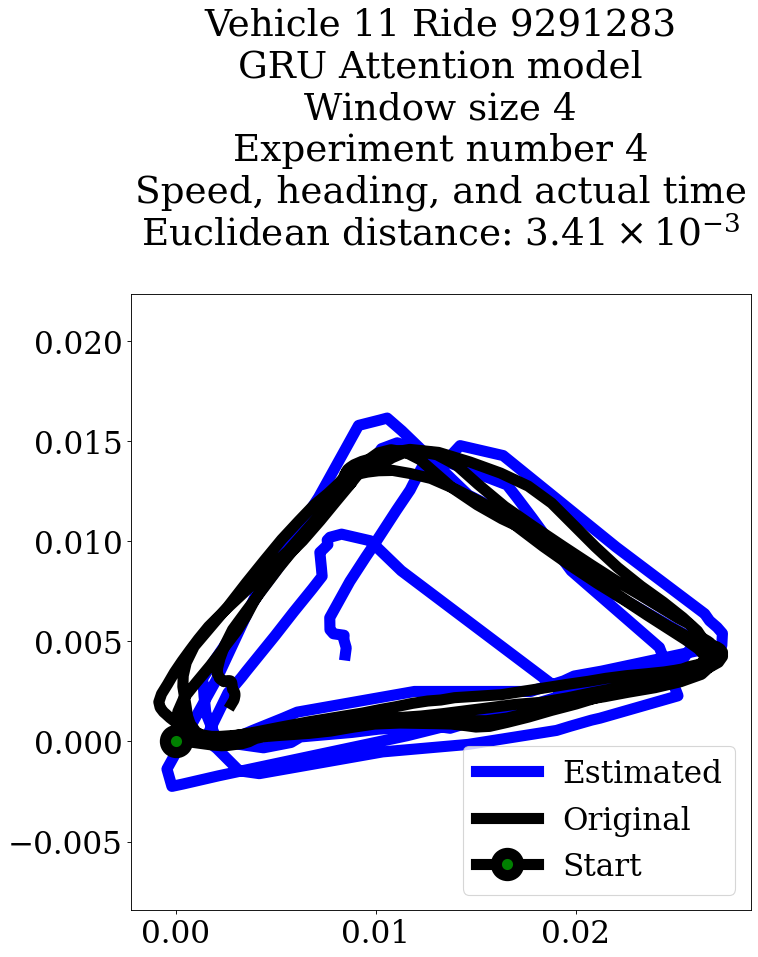 Vehicle 11 Ride 9291283
GRU Attention model
Window size 4
Experiment number 4
Speed, heading, and actual time
Euclidean distance: 3.41 × 10⁻³
0.020
0.015
0.010
0.005
0.000
−0.005
Estimated
Original
Start
0.00 0.01 0.02